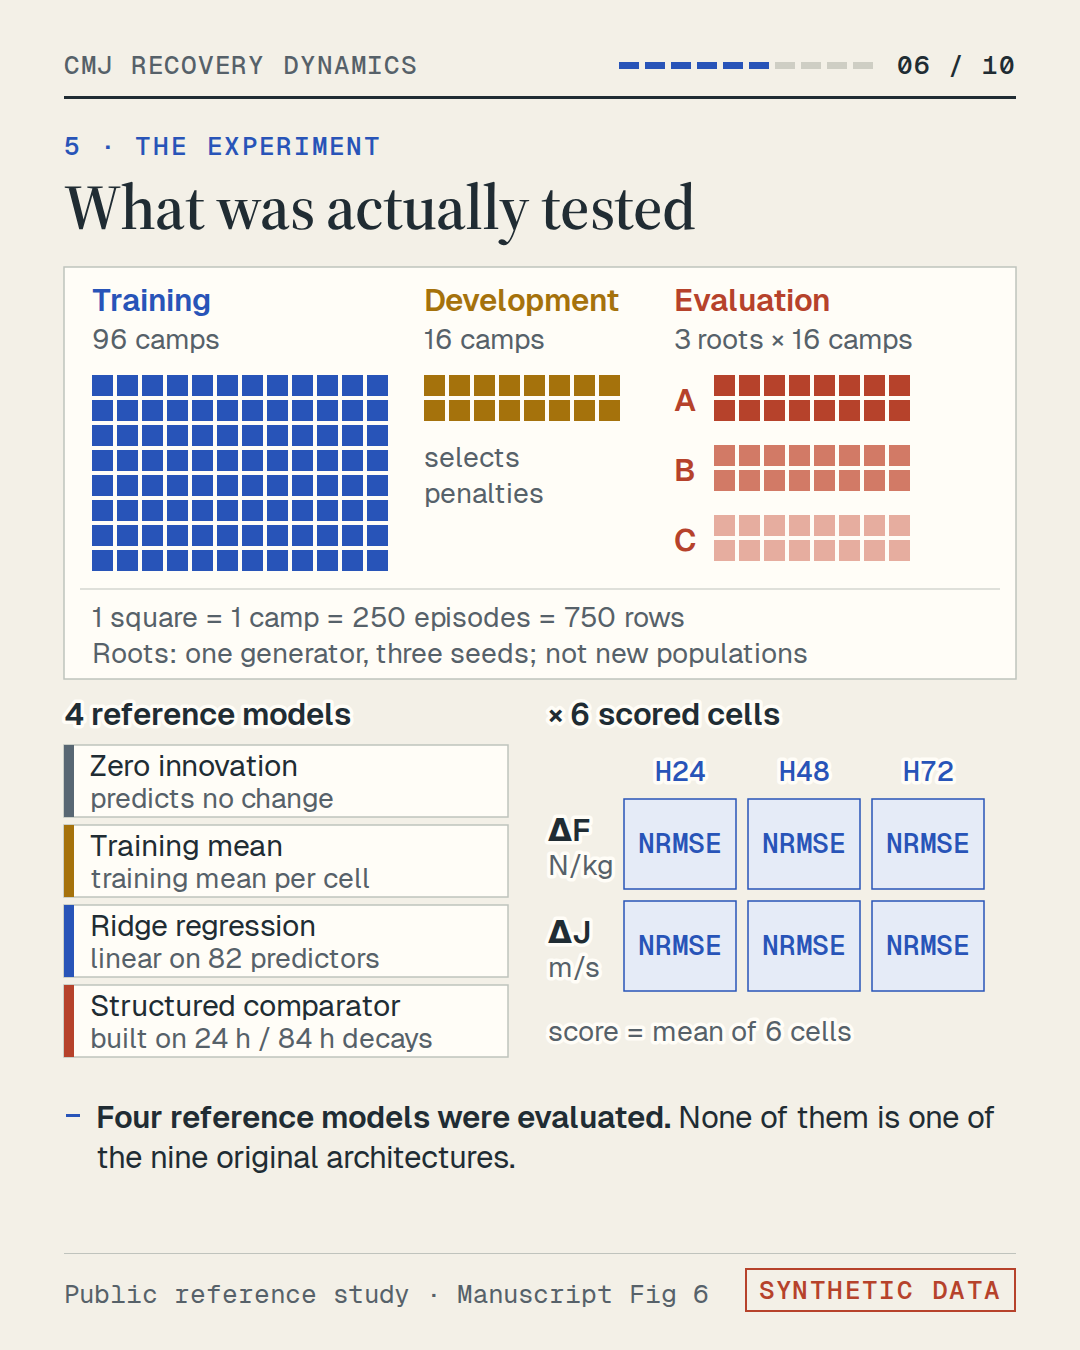 CMJ RECOVERY DYNAMICS
06 / 10
5 · THE EXPERIMENT
What was actually tested
Training
96 camps
Development
16 camps
selects
penalties
Evaluation
3 roots × 16 camps
A
B
C
1 square = 1 camp = 250 episodes = 750 rows
Roots: one generator, three seeds; not new populations
4 reference models
Zero innovation
predicts no change
Training mean
training mean per cell
Ridge regression
linear on 82 predictors
Structured comparator
built on 24 h / 84 h decays
× 6 scored cells
H24 H48 H72
ΔF
N/kg
NRMSE NRMSE NRMSE
ΔJ
m/s
NRMSE NRMSE NRMSE
score = mean of 6 cells
– Four reference models were evaluated. None of them is one of
the nine original architectures.
Public reference study · Manuscript Fig 6
SYNTHETIC DATA